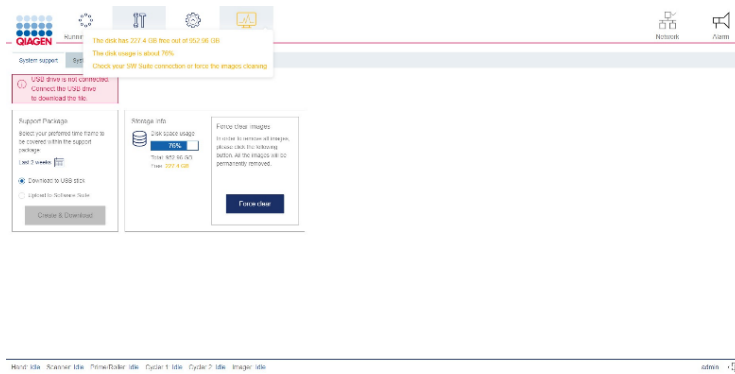 QIAGEN
Network
Alarm
The disk has 227.4 GB free out of 952.98 GB
The disk usage is about 76%
Check your SW Suite connection or force the images cleaning
System support
USB drive is not connected.
Connect the USB drive
to download the file.
Support Package
Select your preferred time frame to
be covered within the support
package
Last 2 weeks
Download to USB stick
Upload to Software Suite
Create & Download
Storage Info
Disk space usage
76%
Total: 952.98 GB
Free: 227.4 GB
Force clear images
In order to remove all images,
please click the following
button. All the images will be
permanently removed.
Force clear
Hand: Idle Scanner: Idle Prime/Roller: Idle Cycler 1: Idle Cycler 2: Idle Imager: Idle
admin